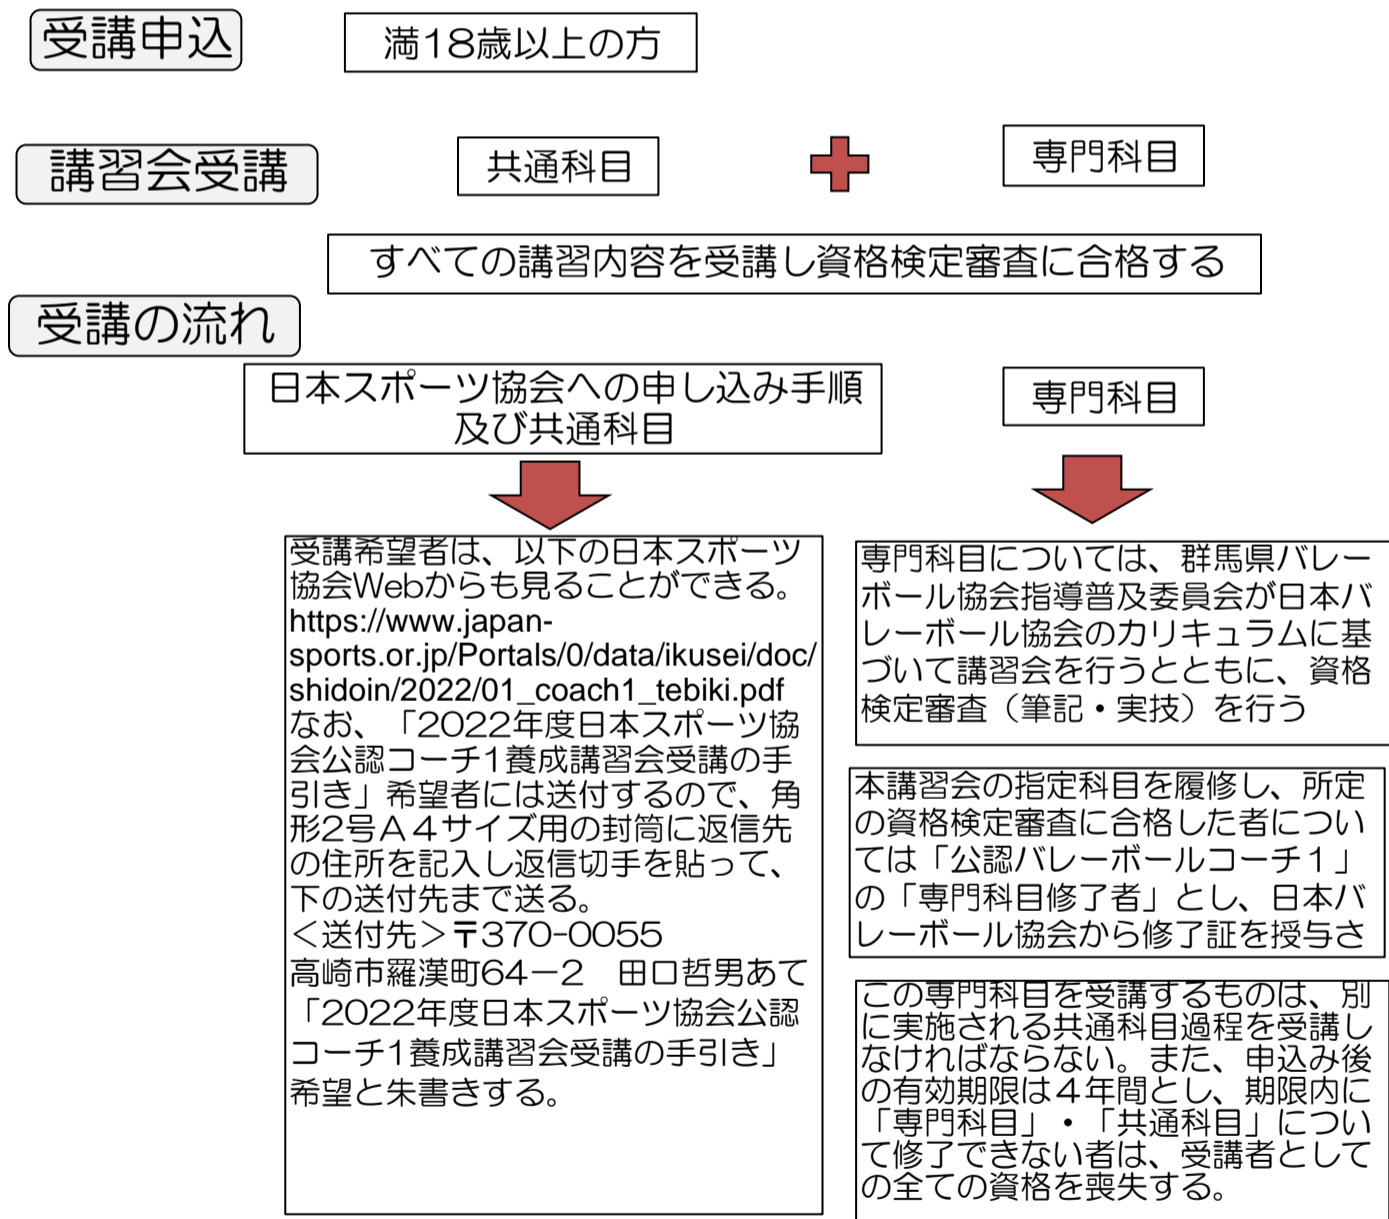 受講申込
満18歳以上の方
講習会受講
共通科目
専門科目
すべての講習内容を受講し資格検定審査に合格する
受講の流れ
日本スポーツ協会への申し込み手順
及び共通科目
専門科目
受講希望者は、以下の日本スポーツ
協会Webからも見ることができる。
https://www.japan-
sports.or.jp/Portals/0/data/ikusei/doc/
shidoin/2022/01_coach1_tebiki.pdf
なお、「2022年度日本スポーツ協
会公認コーチ1養成講習会受講の手
引き」希望者には送付するので、角
形2号A4サイズ用の封筒に返信先
の住所を記入し返信切手を貼って、
下の送付先まで送る。
<送付先>〒370-0055
高崎市羅漢町64-2　田口哲男あて
「2022年度日本スポーツ協会公認
コーチ1養成講習会受講の手引き」
希望と朱書きする。
専門科目については、群馬県バレー
ボール協会指導普及委員会が日本バ
レーボール協会のカリキュラムに基
づいて講習会を行うとともに、資格
検定審査（筆記・実技）を行う
本講習会の指定科目を履修し、所定
の資格検定審査に合格した者につい
ては「公認バレーボールコーチ1」
の「専門科目修了者」とし、日本バ
レーボール協会から修了証を授与さ
この専門科目を受講するものは、別
に実施される共通科目過程を受講し
なければならない。また、申込み後
の有効期限は4年間とし、期限内に
「専門科目」・「共通科目」につい
て修了できない者は、受講者として
の全ての資格を喪失する。